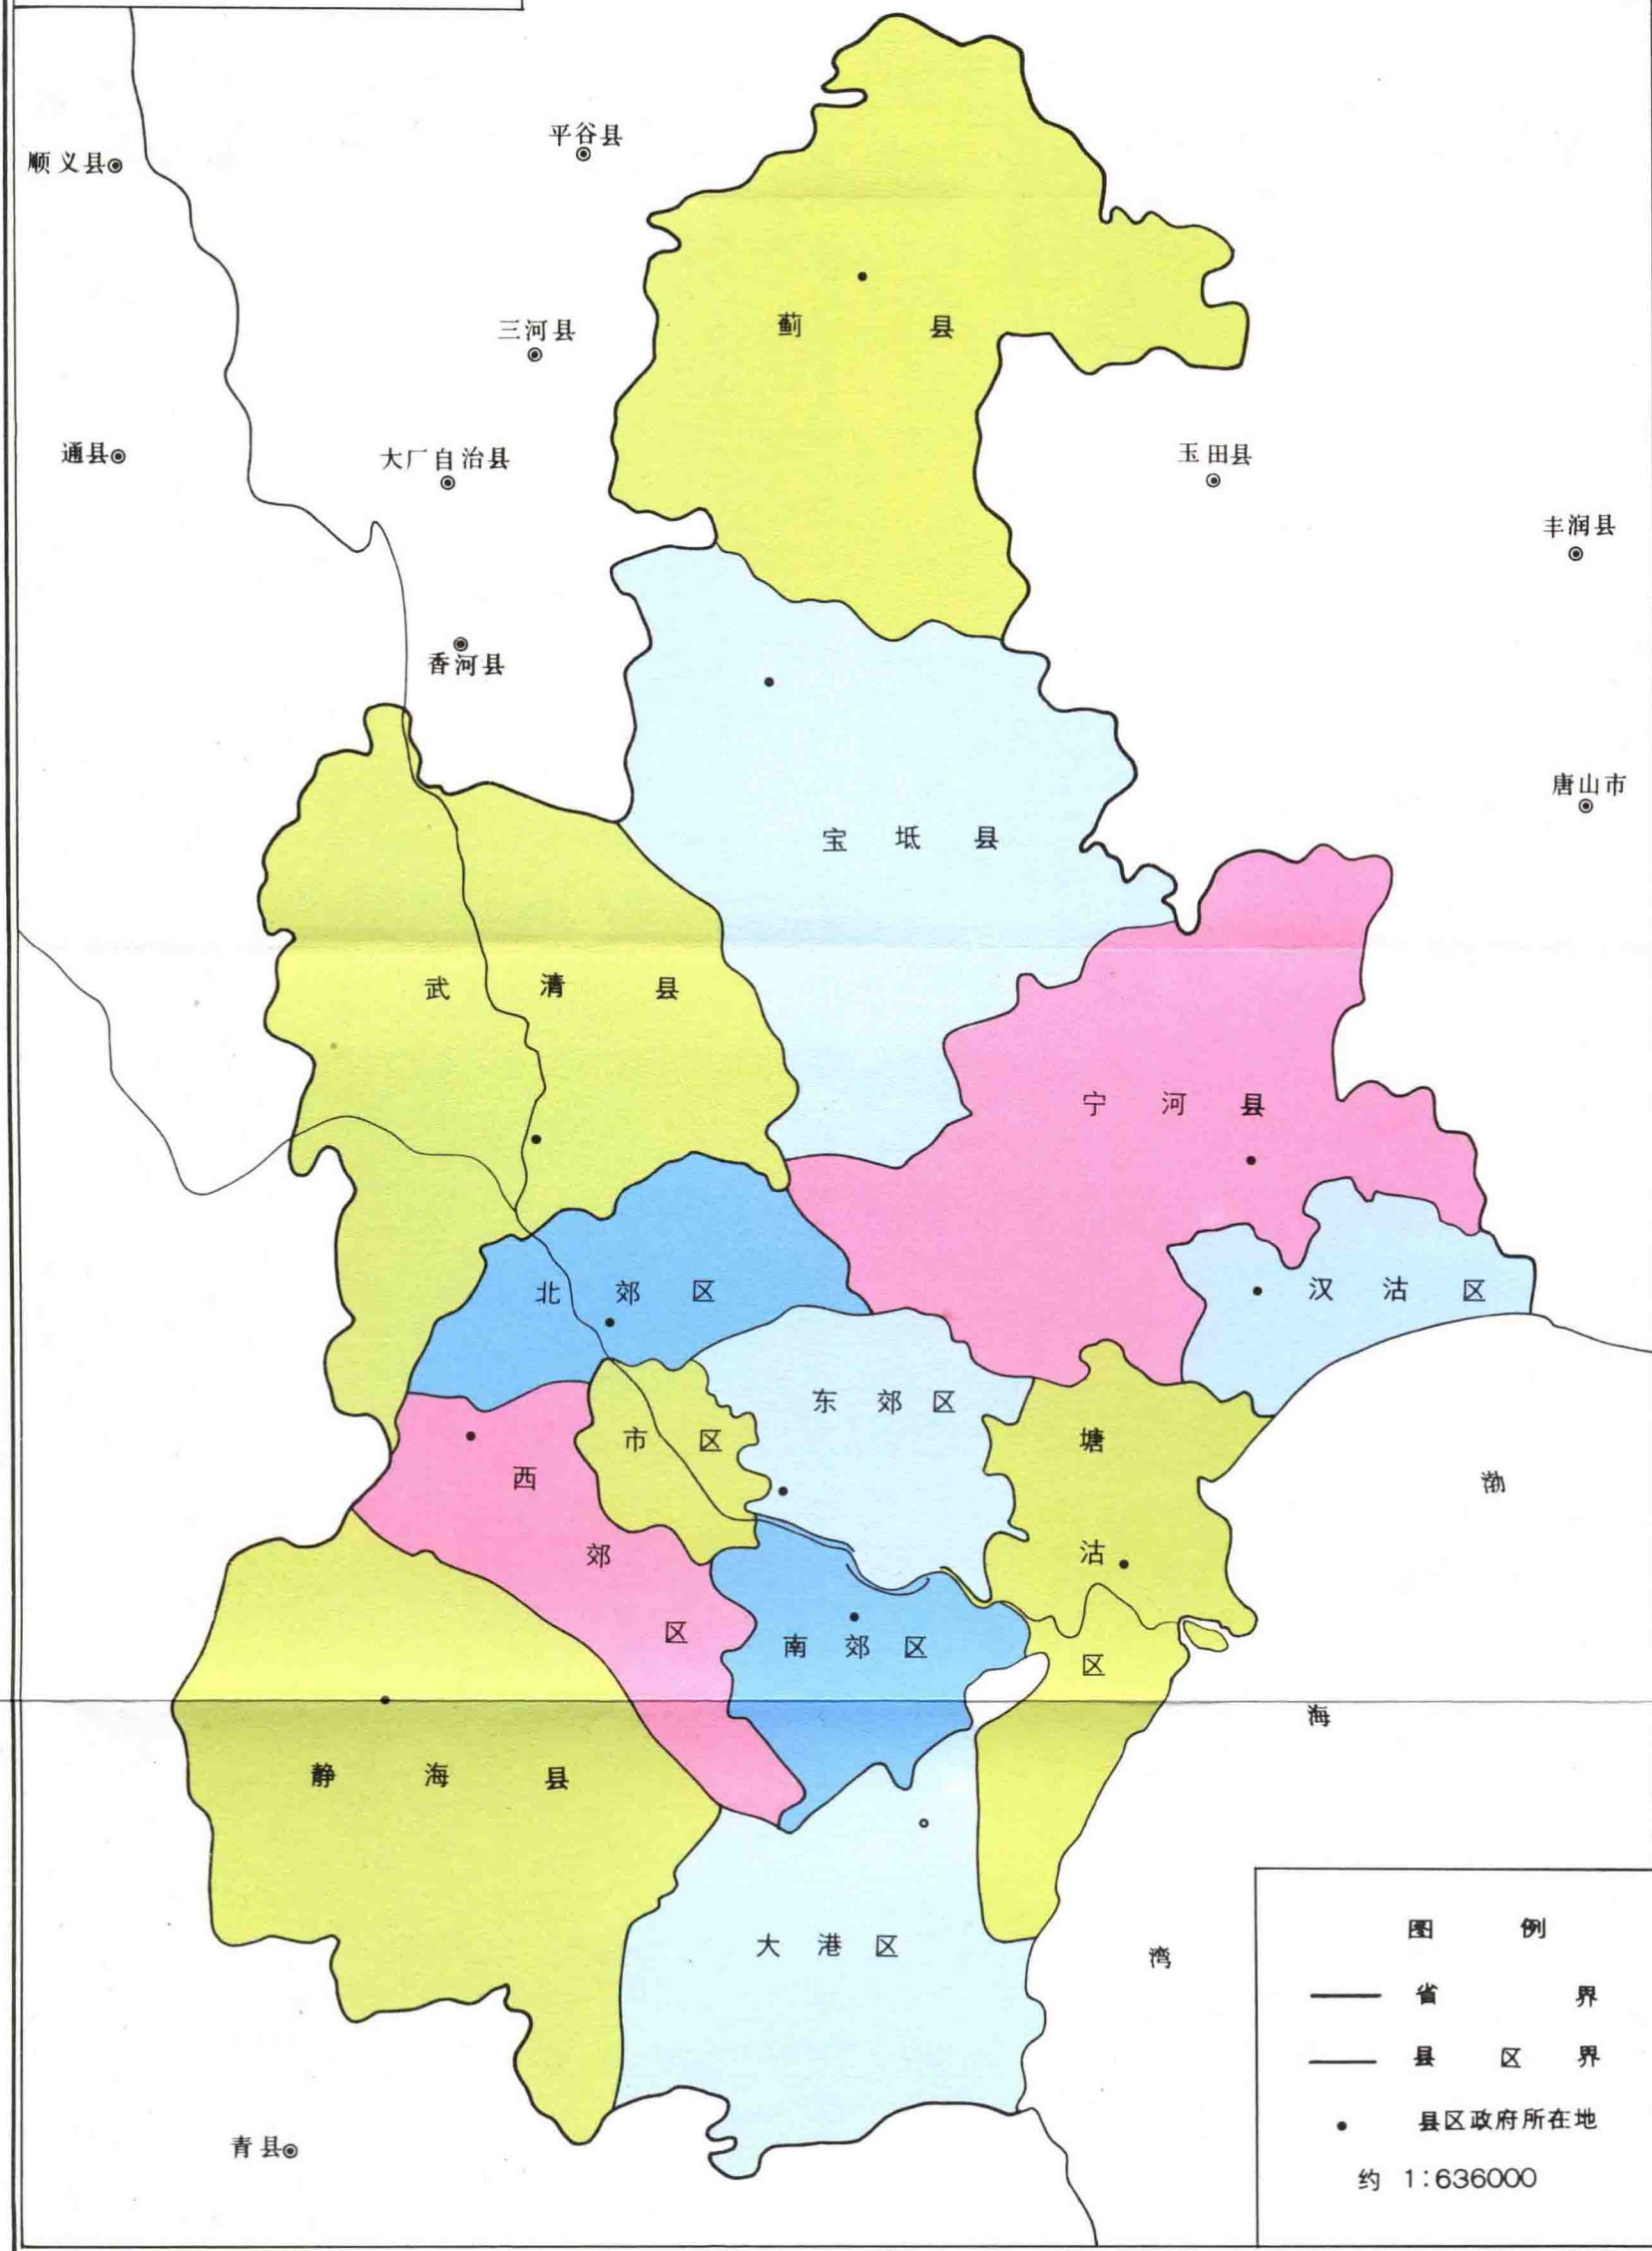 平谷县
顺义县
蓟县
三河县
通县
大厂自治县
玉田县
丰润县
香河县
唐山市
宝坻县
武清县
宁河县
北郊区
汉沽区
东郊区
市区
塘沽区
西郊区
渤海湾
南郊区
静海县
大港区
青县
图例
省界
县区界
县区政府所在地
约 1:636000